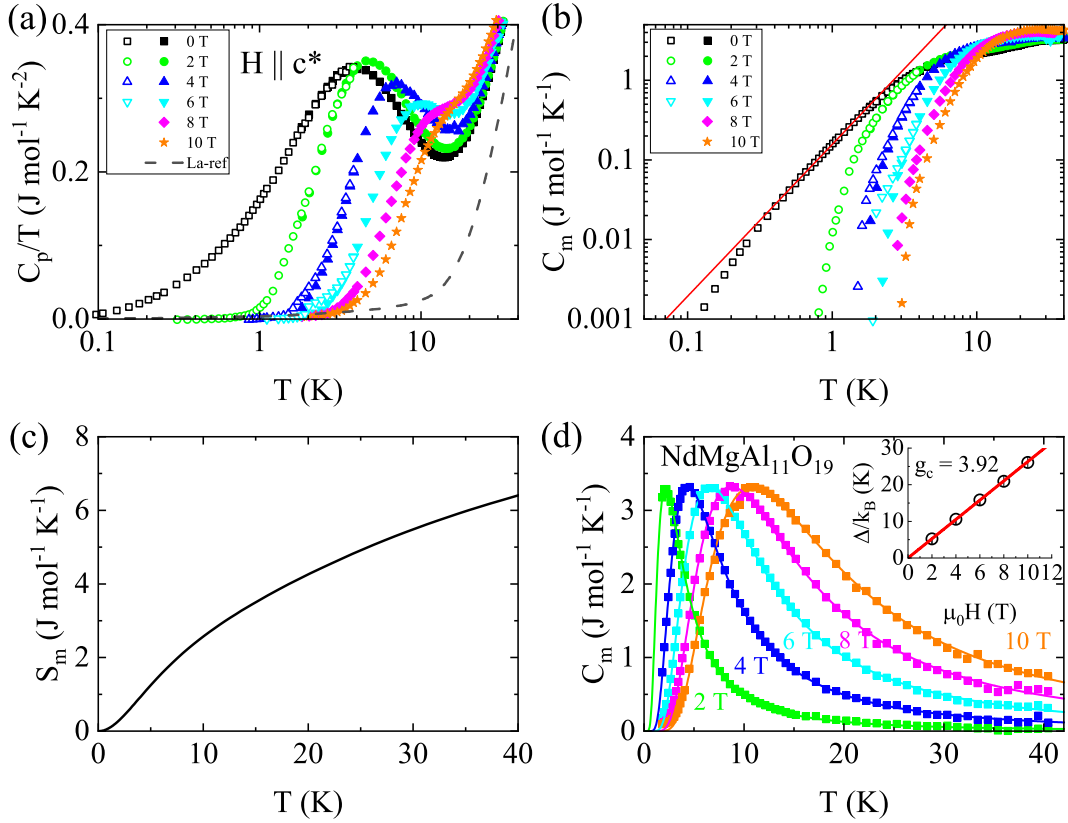 (a)
0.4
0.2
0.0
C_p/T (J mol⁻¹ K⁻²)
0 T
2 T
4 T
6 T
8 T
10 T
La-ref
H || c*
0.1 1 10
T (K)
(b)
1
0.1
0.01
0.001
C_m (J mol⁻¹ K⁻¹)
0 T
2 T
4 T
6 T
8 T
10 T
0.1 1 10
T (K)
(c)
8
6
4
2
0
S_m (J mol⁻¹ K⁻¹)
0 10 20 30 40
T (K)
(d)
4
3
2
1
0
C_m (J mol⁻¹ K⁻¹)
NdMgAl₁₁O₁₉
30
20
10
0
Δ/k_B (K)
g_c = 3.92
0 2 4 6 8 10 12
μ₀H (T)
2 T
4 T
6 T
8 T
10 T
0 10 20 30 40
T (K)